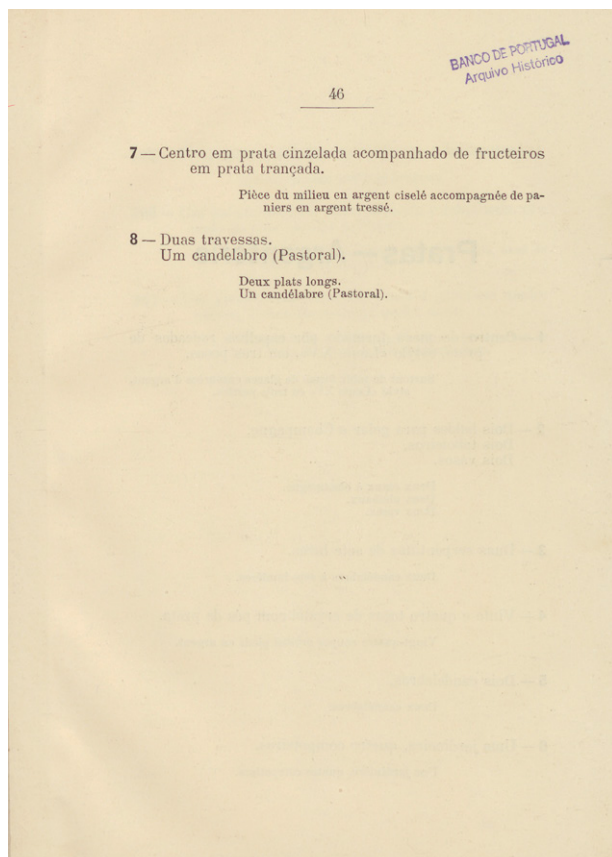 BANCO DE PORTUGAL
Arquivo Histórico
46
7 — Centro em prata cinzelada acompanhado de fructeiros
em prata trançada.
Pièce du milieu en argent ciselé accompagnée de pa-
niers en argent tressé.
8 — Duas travessas.
Um candelabro (Pastoral).
Deux plats longs.
Un candélabre (Pastoral).